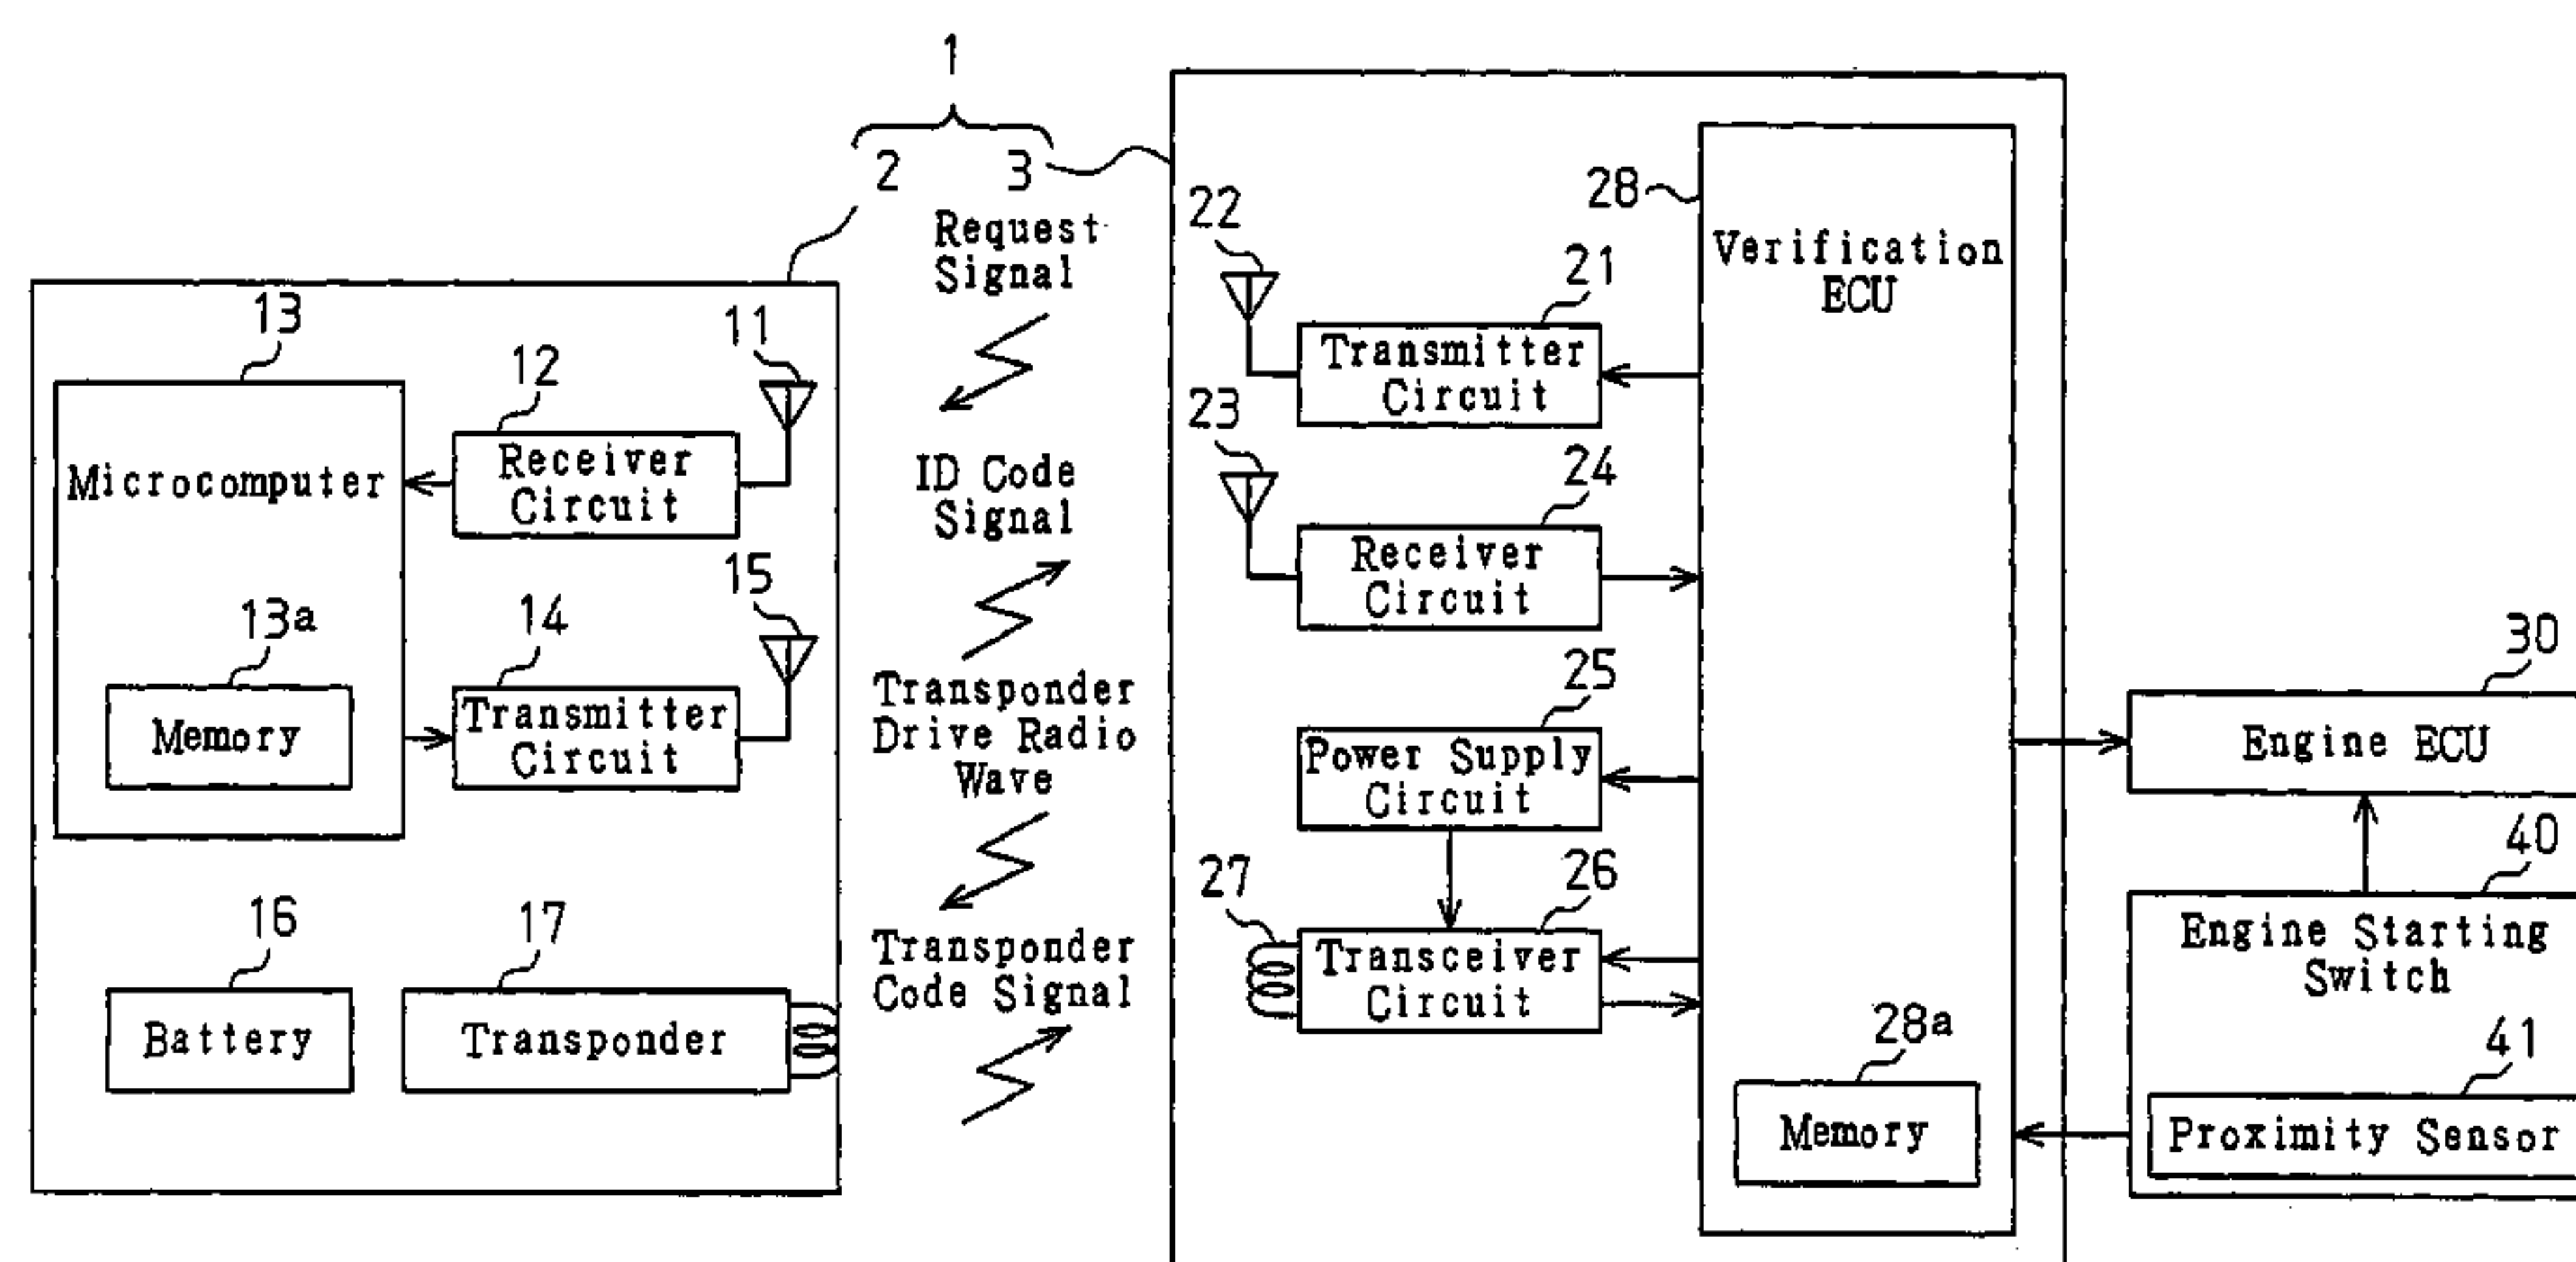 1
2 3
Request
Signal
ID Code
Signal
Transponder
Drive Radio
Wave
Transponder
Code Signal
13
Microcomputer
13a
Memory
12
Receiver
Circuit
11
14
Transmitter
Circuit
15
16
Battery
17
Transponder
22
21
Transmitter
Circuit
23
24
Receiver
Circuit
25
Power Supply
Circuit
27
26
Transceiver
Circuit
28
Verification
ECU
28a
Memory
30
Engine ECU
40
Engine Starting
Switch
41
Proximity Sensor